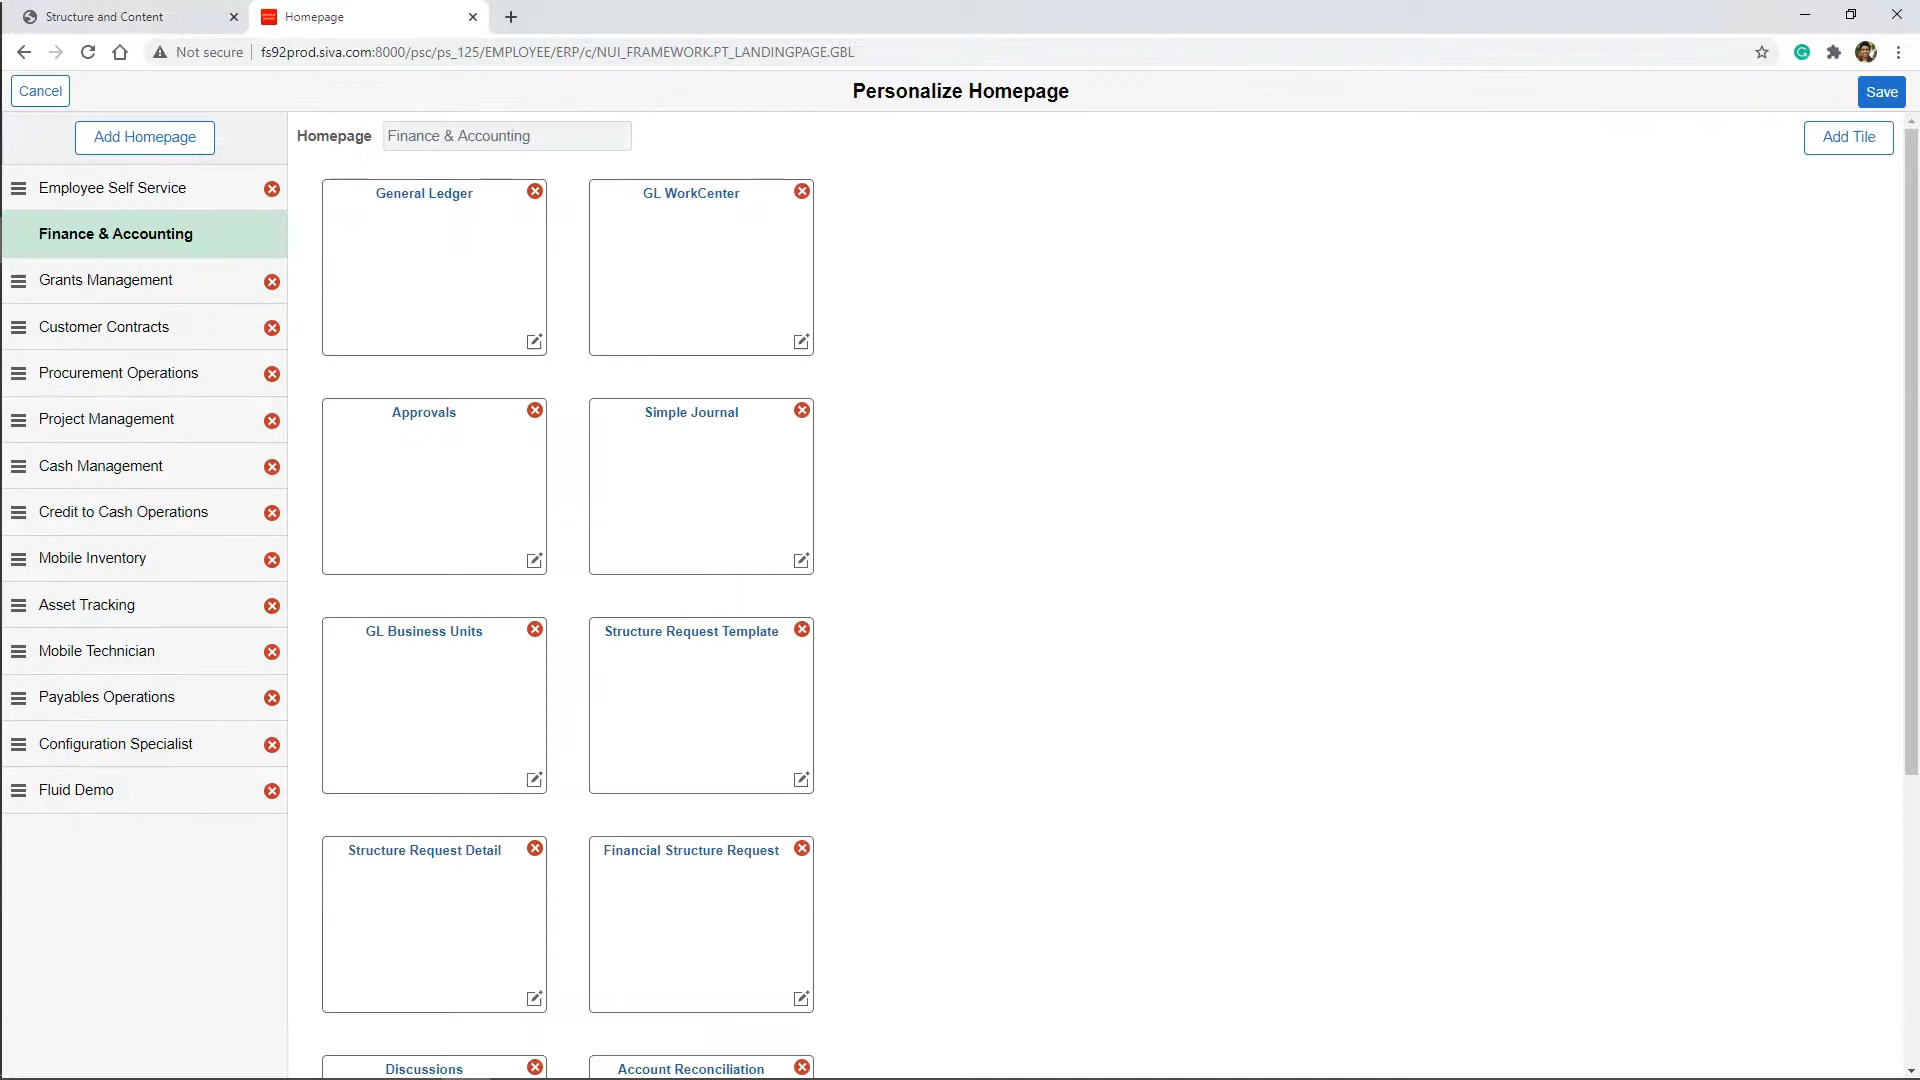 Structure and Content
Homepage
Not secure
fs92prod.siva.com:8000/psc/ps_125/EMPLOYEE/ERP/c/NUI_FRAMEWORK.PT_LANDINGPAGE.GBL
Cancel
Personalize Homepage
Save
Add Homepage
Homepage
Finance & Accounting
Add Tile
Employee Self Service
Finance & Accounting
Grants Management
Customer Contracts
Procurement Operations
Project Management
Cash Management
Credit to Cash Operations
Mobile Inventory
Asset Tracking
Mobile Technician
Payables Operations
Configuration Specialist
Fluid Demo
General Ledger
GL WorkCenter
Approvals
Simple Journal
GL Business Units
Structure Request Template
Structure Request Detail
Financial Structure Request
Discussions
Account Reconciliation